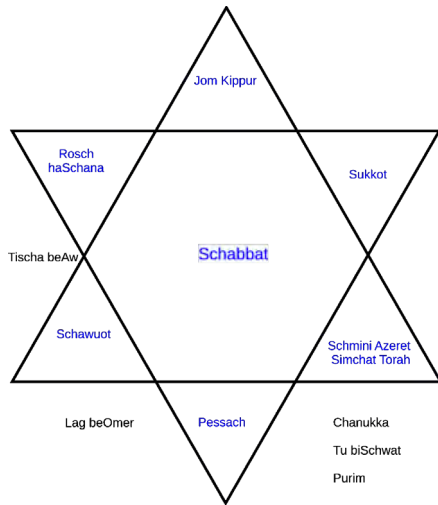 Jom Kippur
Rosch
haSchana
Sukkot
Schabbat
Tischa beAw
Schawuot
Schmini Azeret
Simchat Torah
Lag beOmer
Pessach
Chanukka
Tu biSchwat
Purim